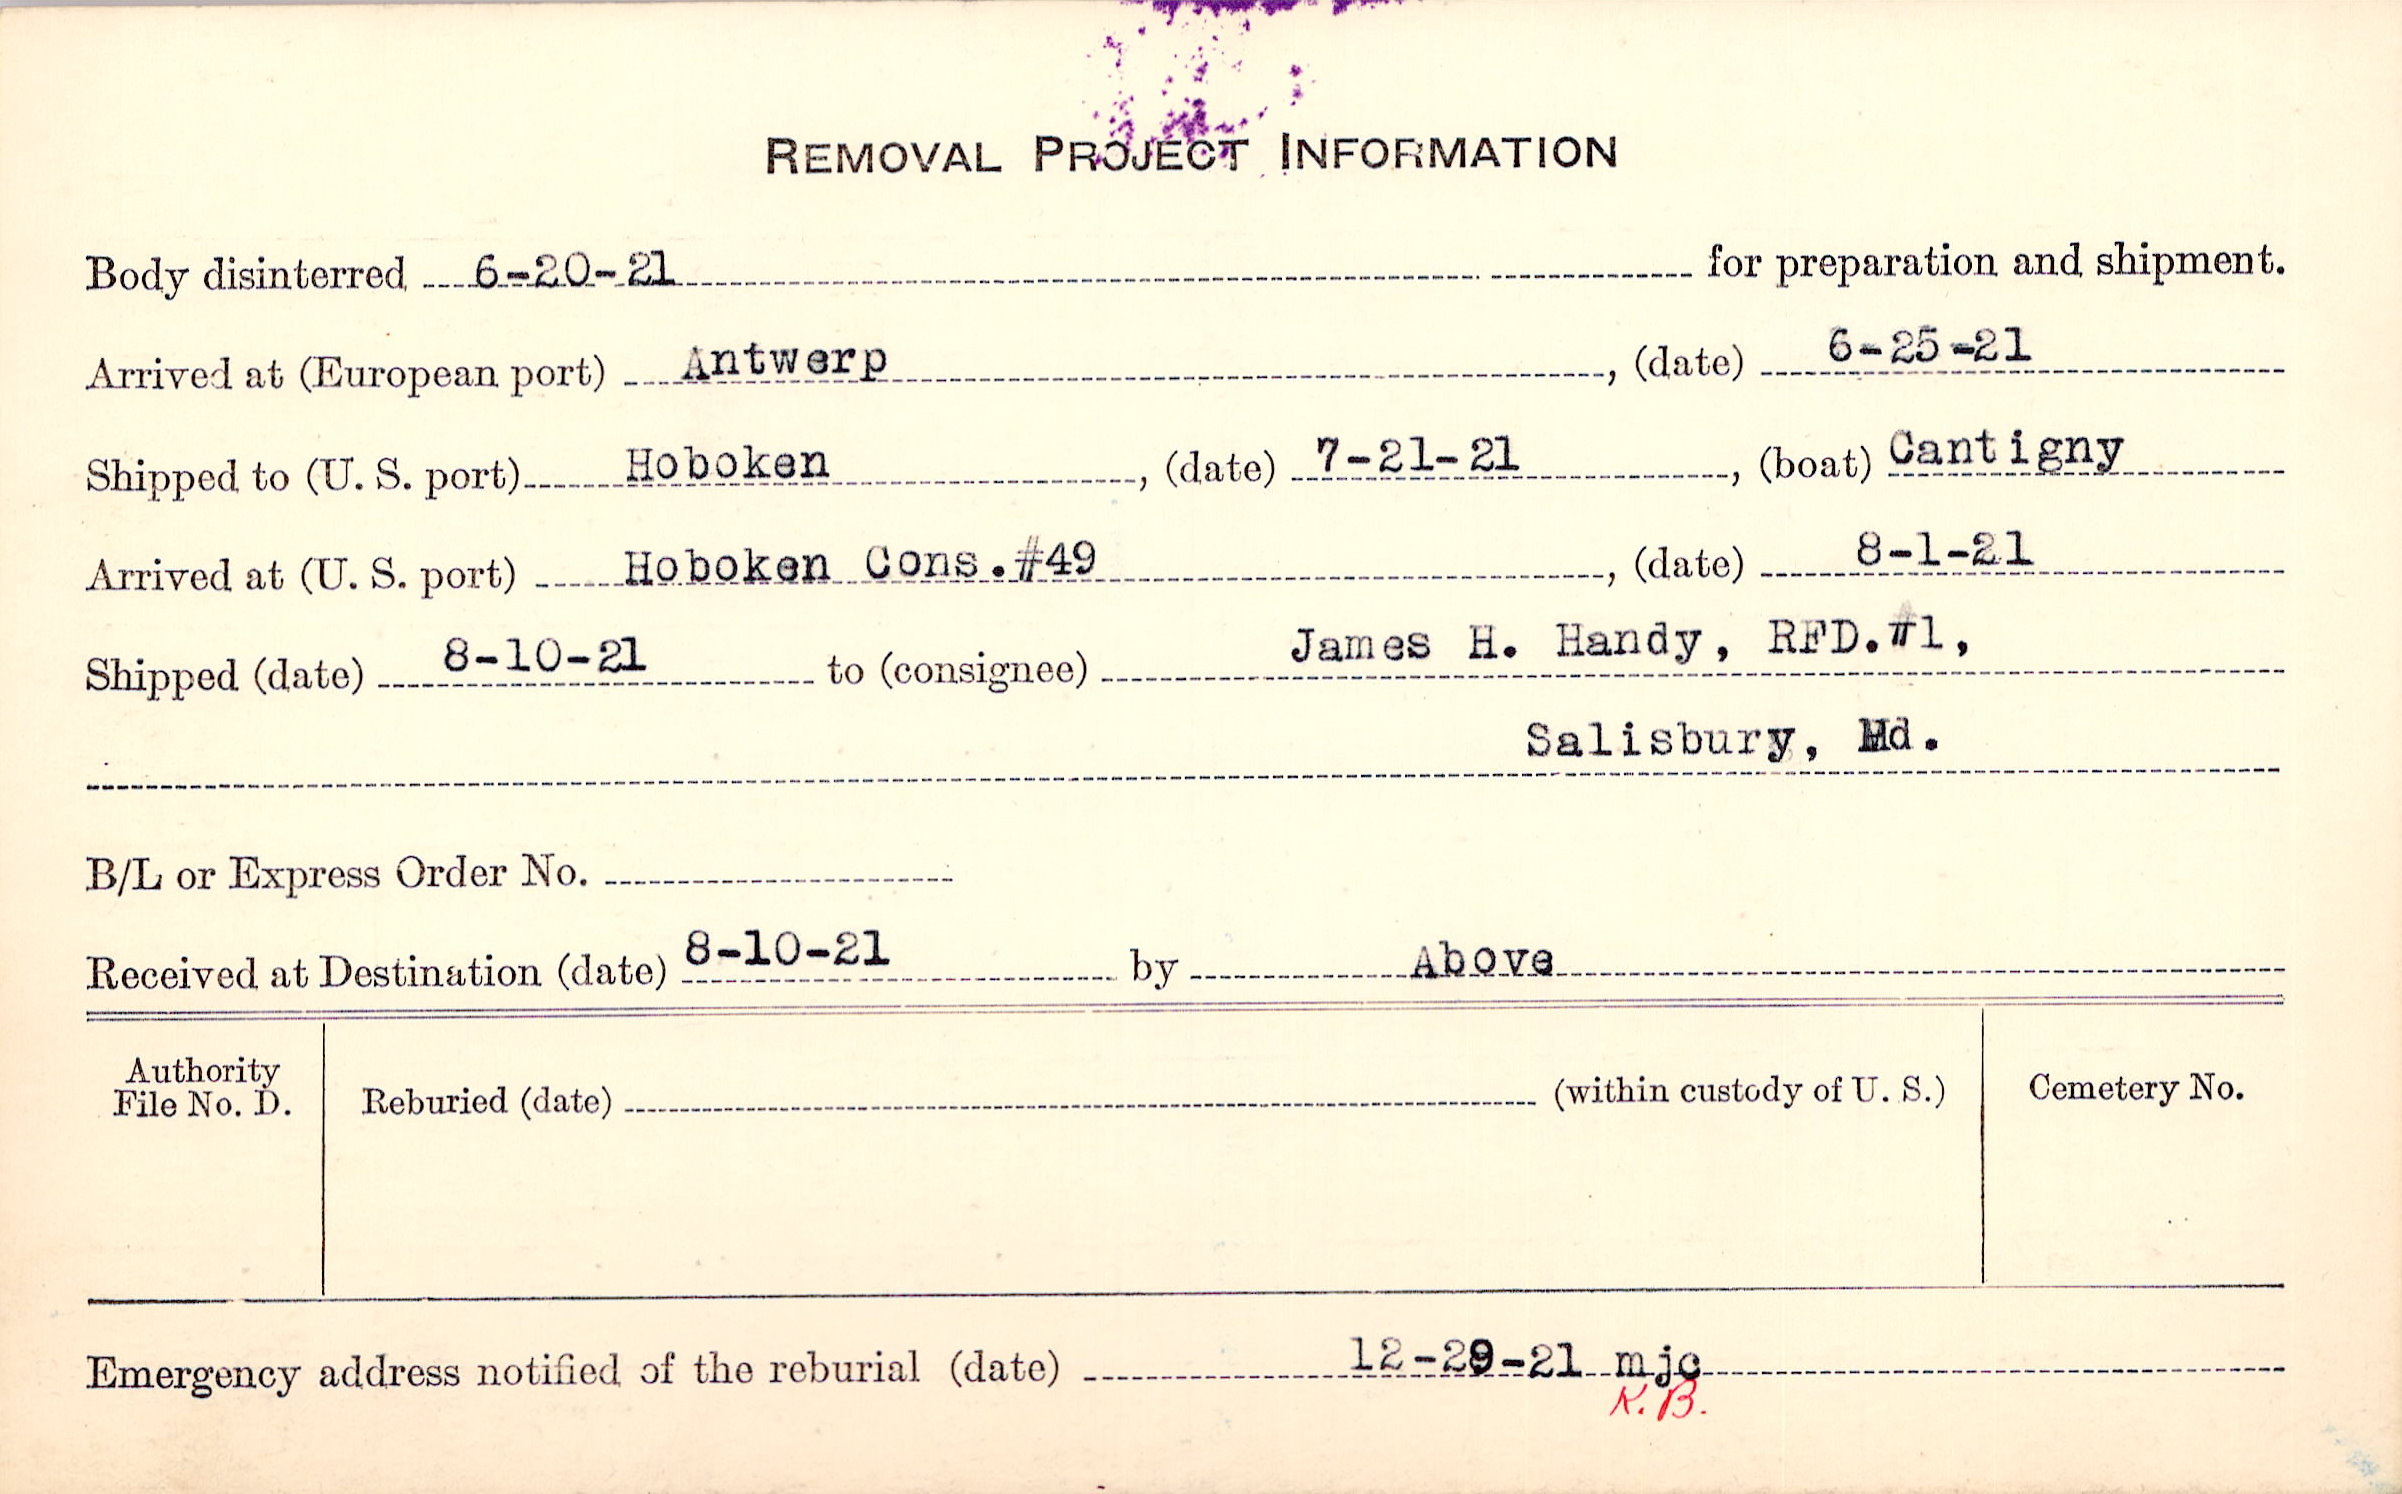 REMOVAL PROJECT INFORMATION
Body disinterred 6-20-21 for preparation and shipment.
Arrived at (European port) Antwerp, (date) 6-25-21
Shipped to (U. S. port) Hoboken, (date) 7-21-21, (boat) Cantigny
Arrived at (U. S. port) Hoboken Cons.#49, (date) 8-1-21
Shipped (date) 8-10-21 to (consignee) James H. Handy, RFD.#1,
Salisbury, Md.
B/L or Express Order No.
Received at Destination (date) 8-10-21 by Above
Authority
File No. D.
Reburied (date) (within custody of U. S.)
Cemetery No.
Emergency address notified of the reburial (date) 12-29-21 mjc
K.B.